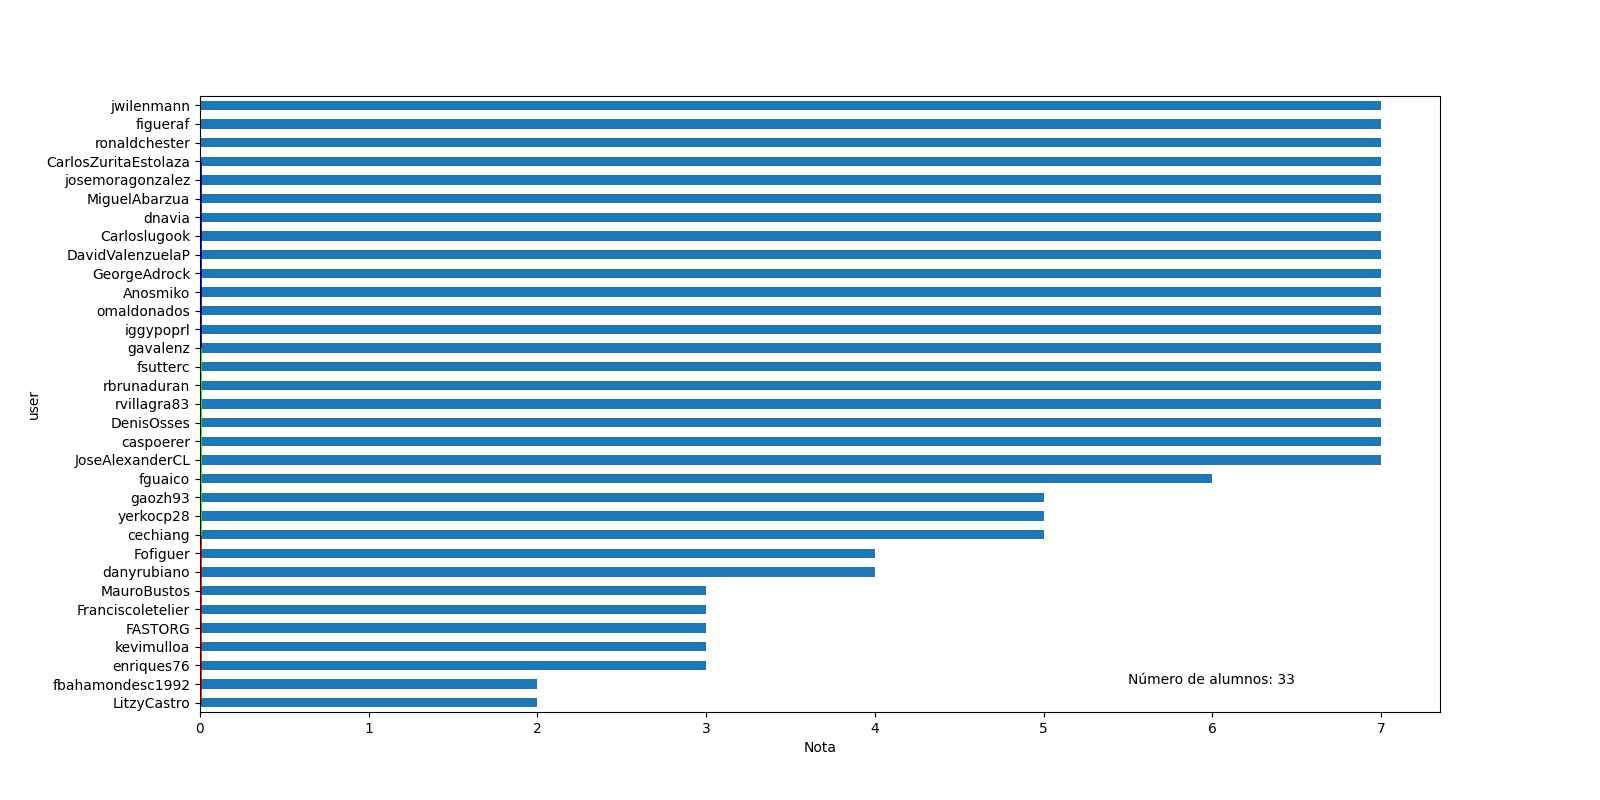 jwilenmann
figueraf
ronaldchester
CarlosZuritaEstolaza
josemoragonzalez
MiguelAbarzua
dnavia
Carloslugook
DavidValenzuelaP
GeorgeAdrock
Anosmiko
omaldonados
iggypoprl
gavalenz
fsutterc
rbrunaduran
rvillagra83
DenisOsses
caspoerer
JoseAlexanderCL
fguaico
gaozh93
yerkocp28
cechiang
Fofiguer
danyrubiano
MauroBustos
Franciscoletelier
FASTORG
kevimulloa
enriques76
fbahamondesc1992
LitzyCastro
user
Número de alumnos: 33
0 1 2 3 4 5 6 7
Nota